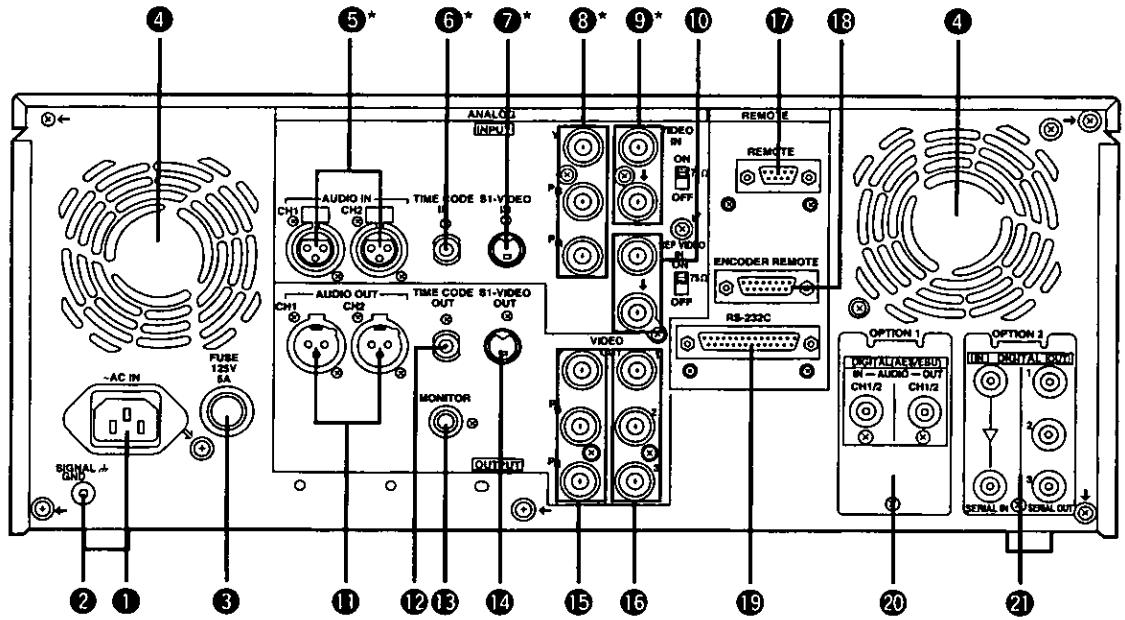 4 5* 6* 7* 8* 9* 10 17 18 4
ANALOG
INPUT
REMOTE
Y
VIDEO IN
ON
75Ω
OFF
REMOTE
AUDIO IN
CH1 CH2
TIME CODE IN
S1-VIDEO IN
PB
PR
REF VIDEO IN
ON
75Ω
OFF
ENCODER REMOTE
RS-232C
AUDIO OUT
CH1 CH2
TIME CODE OUT
S1-VIDEO OUT
VIDEO OUT
1
PB
2
PR
3
MONITOR
OUTPUT
FUSE
125V
5A
~AC IN
SIGNAL
GND
OPTION 1
DIGITAL (AES/EBU)
IN — AUDIO — OUT
CH1/2 CH1/2
OPTION 2
IN DIGITAL OUT
1
2
3
SERIAL IN SERIAL OUT
2 1 3 11 12 13 14 15 16 19 20 21